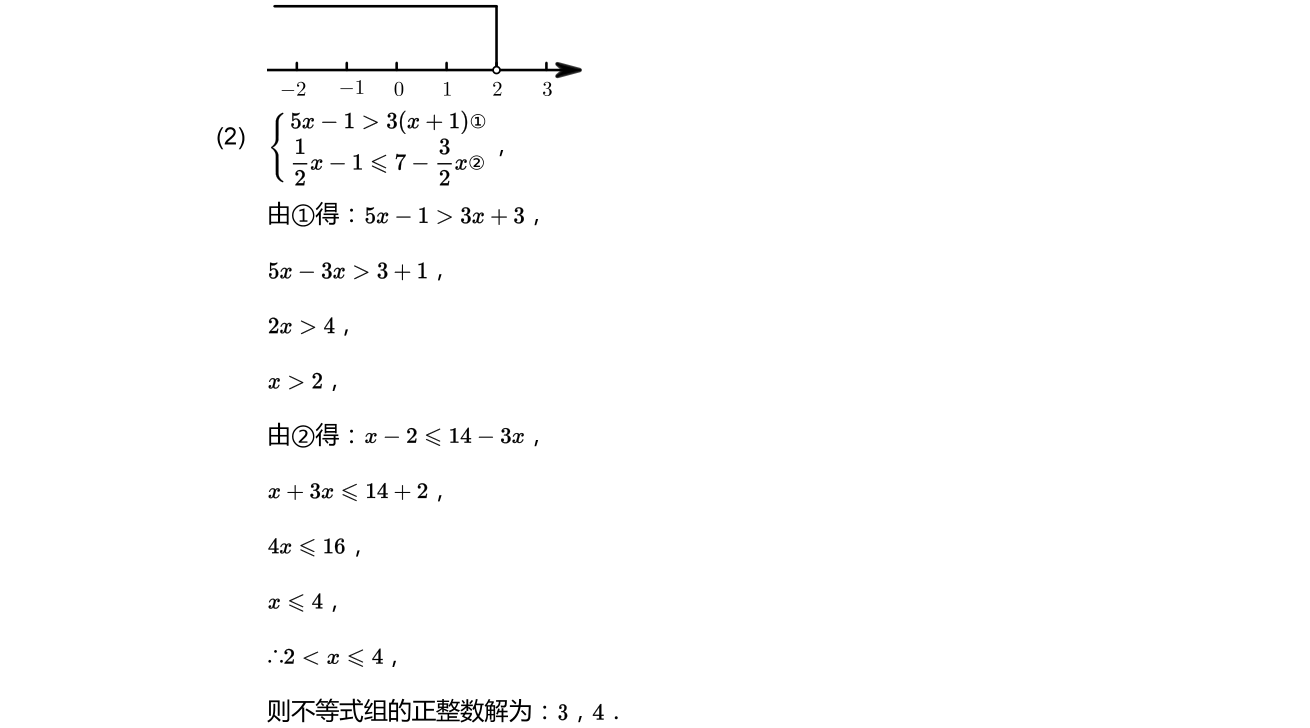 −2 −1 0 1 2 3
(2) { 5x − 1 > 3(x + 1)①
1/2x − 1 ⩽ 7 − 3/2x② ,
由①得：5x − 1 > 3x + 3 ,
5x − 3x > 3 + 1 ,
2x > 4 ,
x > 2 ,
由②得：x − 2 ⩽ 14 − 3x ,
x + 3x ⩽ 14 + 2 ,
4x ⩽ 16 ,
x ⩽ 4 ,
∴2 < x ⩽ 4 ,
则不等式组的正整数解为：3 , 4 .